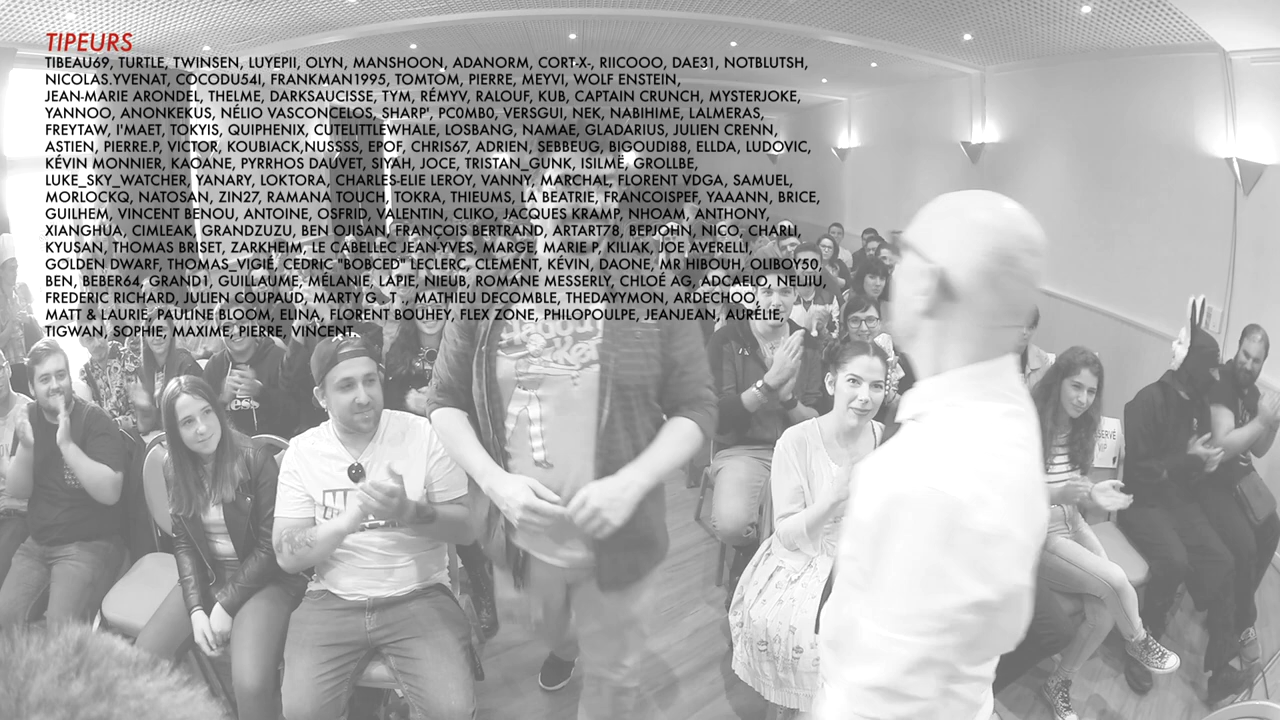 TIPEURS
TIBEAU69, TURTLE, TWINSEN, LUYEPII, OLYN, MANSHOON, ADANORM, CORT-X-, RIICOOO, DAE31, NOTBLUTSH,
NICOLAS.YVENAT, COCODU54I, FRANKMAN1995, TOMTOM, PIERRE, MEYVI, WOLF ENSTEIN,
JEAN-MARIE ARONDEL, THELME, DARKSAUCISSE, TYM, RÉMYV, RALOUF, KUB, CAPTAIN CRUNCH, MYSTERJOKE,
YANNOO, ANONKEKUS, NÉLIO VASCONCELOS, SHARP', PC0MB0, VERSGUI, NEK, NABIHIME, LALMERAS,
FREYTAW, I'MAET, TOKYIS, QUIPHENIX, CUTELITTLEWHALE, LOSBANG, NAMAE, GLADARIUS, JULIEN CRENN,
ASTIEN, PIERRE.P, VICTOR, KOUBIACK,NUSSSS, EPOF, CHRIS67, ADRIEN, SEBBEUG, BIGOUDI88, ELLDA, LUDOVIC,
KÉVIN MONNIER, KAOANE, PYRRHOS DAUVET, SIYAH, JOCE, TRISTAN_GUNK, ISILMË, GROLLBE,
LUKE_SKY_WATCHER, YANARY, LOKTORA, CHARLES-ELIE LEROY, VANNY, MARCHAL, FLORENT VDGA, SAMUEL,
MORLOCKQ, NATOSAN, ZIN27, RAMANA TOUCH, TOKRA, THIEUMS, LA BEATRIE, FRANCOISPEF, YAAANN, BRICE,
GUILHEM, VINCENT BENOU, ANTOINE, OSFRID, VALENTIN, CLIKO, JACQUES KRAMP, NHOAM, ANTHONY,
XIANGHUA, CIMLEAK, GRANDZUZU, BEN OJISAN, FRANÇOIS BERTRAND, ARTART78, BEPJOHN, NICO, CHARLI,
KYUSAN, THOMAS BRISET, ZARKHEIM, LE CABELLEC JEAN-YVES, MARGE, MARIE P, KILIAK, JOE AVERELLI,
GOLDEN DWARF, THOMAS_VIGIÉ, CEDRIC "BOBCED" LECLERC, CLEMENT, KÉVIN, DAONE, MR HIBOUH, OLIBOY50,
BEN, BEBER64, GRAND1, GUILLAUME, MÉLANIE, LAPIE, NIEUB, ROMANE MESSERLY, CHLOÉ AG, ADCAELO, NELJIU,
FREDERIC RICHARD, JULIEN COUPAUD, MARTY G . T ., MATHIEU DECOMBLE, THEDAYYMON, ARDECHOO,
MATT & LAURIE, PAULINE BLOOM, ELINA, FLORENT BOUHEY, FLEX ZONE, PHILOPOULPE, JEANJEAN, AURÉLIE,
TIGWAN, SOPHIE, MAXIME, PIERRE, VINCENT.
VIP